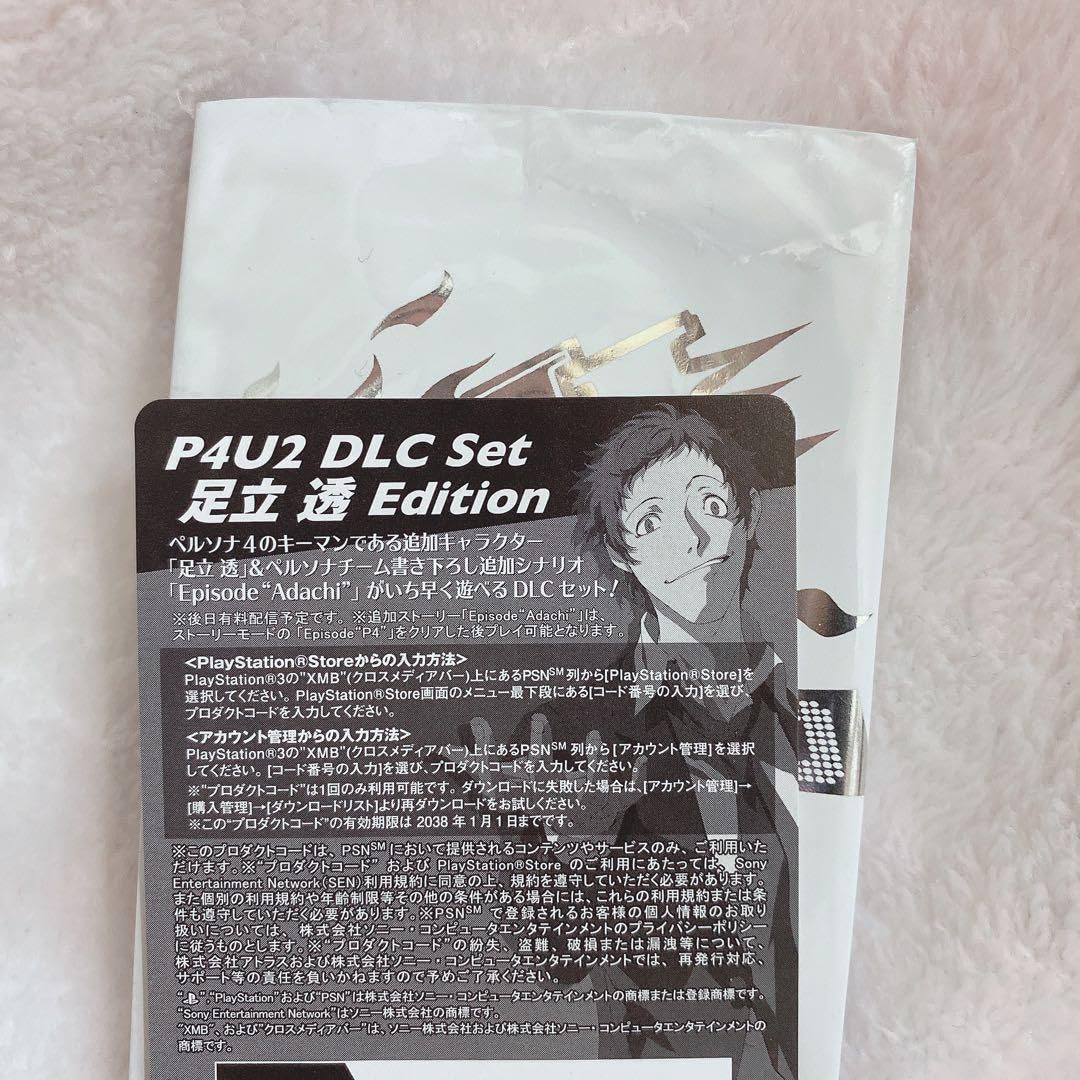 P4U2 DLC Set
足立 透 Edition
ペルソナ4のキーマンである追加キャラクター
「足立 透」&ペルソナチーム書き下ろし追加シナリオ
「Episode“Adachi”」がいち早く遊べるDLCセット!
※後日有料配信予定です。※追加ストーリー「Episode“Adachi”」は、
ストーリーモードの「Episode“P4”」をクリアした後プレイ可能となります。
<PlayStation®Storeからの入力方法>
PlayStation®3の"XMB"(クロスメディアバー)上にあるPSN℠列から[PlayStation®Store]を
選択してください。PlayStation®Store画面のメニュー最下段にある[コード番号の入力]を選び、
プロダクトコードを入力してください。
<アカウント管理からの入力方法>
PlayStation®3の"XMB"(クロスメディアバー)上にあるPSN℠列から[アカウント管理]を選択
してください。[コード番号の入力]を選び、プロダクトコードを入力してください。
※“プロダクトコード”は1回のみ利用可能です。ダウンロードに失敗した場合は、[アカウント管理]→
[購入管理]→[ダウンロードリスト]より再ダウンロードをお試しください。
※この“プロダクトコード”の有効期限は 2038年1月1日までです。
※このプロダクトコードは、PSN℠において提供されるコンテンツやサービスのみ、ご利用いた
だけます。※“プロダクトコード” および PlayStation®Store のご利用にあたっては、Sony
Entertainment Network(SEN)利用規約に同意の上、規約を遵守していただく必要があります。
また個別の利用規約や年齢制限等その他の条件がある場合には、これらの利用規約または条
件も遵守していただく必要があります。※PSN℠ で登録されるお客様の個人情報のお取り
扱いについては、株式会社ソニー・コンピュータエンタテインメントのプライバシーポリシー
に従うものとします。※“プロダクトコード”の紛失、盗難、破損または漏洩等について、
株式会社アトラスおよび株式会社ソニー・コンピュータエンタテインメントでは、再発行対応、
サポート等の責任を負いかねますので予めご了承ください。
“ ”,“PlayStation”および“PSN”は株式会社ソニー・コンピュータエンタテインメントの商標または登録商標です。
“Sony Entertainment Network”はソニー株式会社の商標です。
“XMB”、および“クロスメディアバー”は、ソニー株式会社および株式会社ソニー・コンピュータエンタテインメントの
商標です。